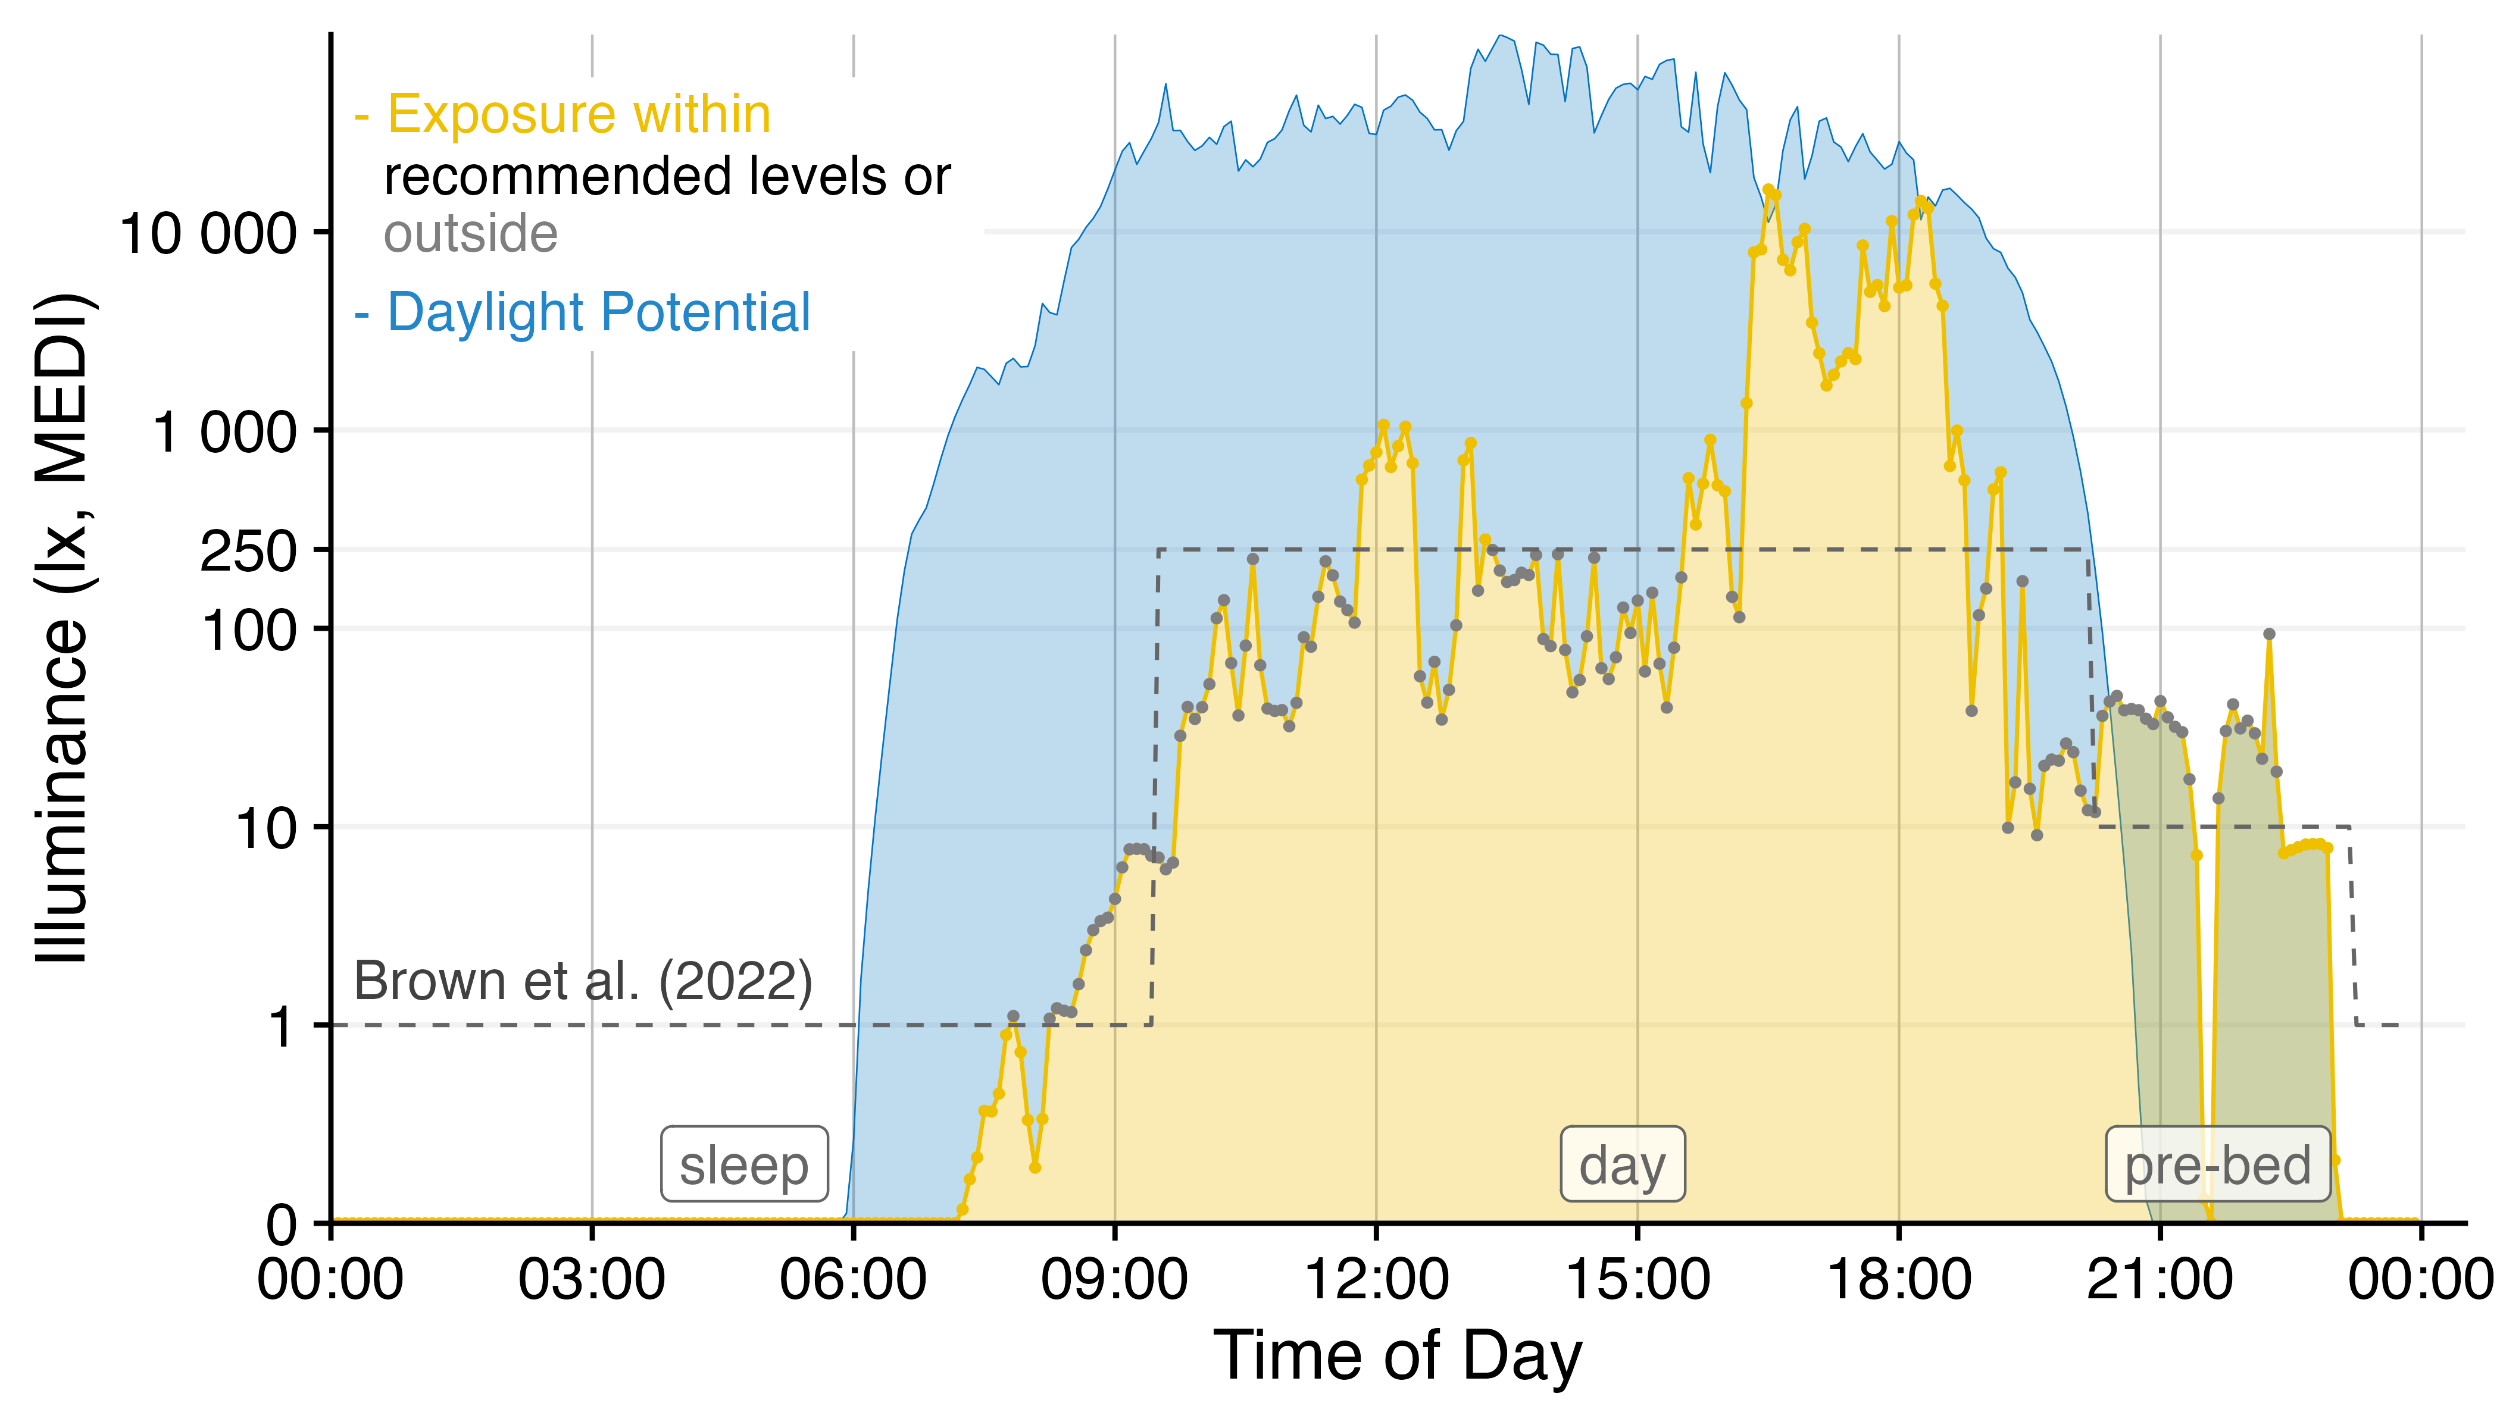 - Exposure within
recommended levels or
outside
- Daylight Potential
Illuminance (lx, MEDI)
10 000
1 000
250
100
10
1
0
Brown et al. (2022)
sleep
day
pre-bed
00:00
03:00
06:00
09:00
12:00
15:00
18:00
21:00
00:00
Time of Day